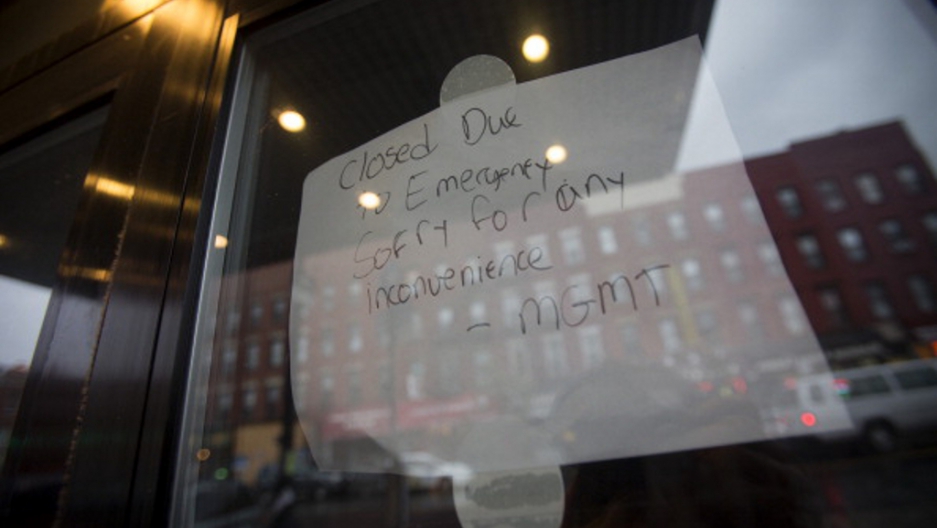 Closed Due
to Emergency
Sorry for any
inconvenience
- MGMT